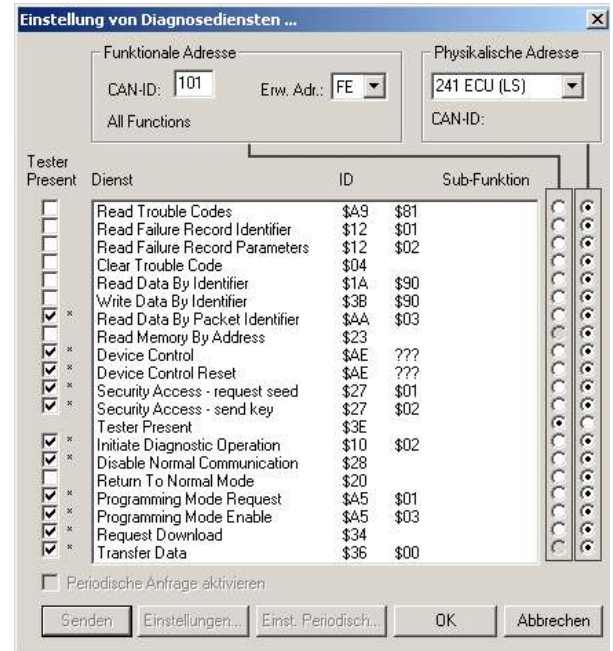 Einstellung von Diagnosediensten ...
Funktionale Adresse
CAN-ID: 101 Erw. Adr.: FE
All Functions
Physikalische Adresse
241 ECU (LS)
CAN-ID:
Tester
Present Dienst ID Sub-Funktion
Read Trouble Codes $A9 $81
Read Failure Record Identifier $12 $01
Read Failure Record Parameters $12 $02
Clear Trouble Code $04
Read Data By Identifier $1A $90
Write Data By Identifier $3B $90
* Read Data By Packet Identifier $AA $03
Read Memory By Address $23
* Device Control $AE ???
* Device Control Reset $AE ???
* Security Access - request seed $27 $01
* Security Access - send key $27 $02
Tester Present $3E
* Initiate Diagnostic Operation $10 $02
* Disable Normal Communication $28
Return To Normal Mode $20
* Programming Mode Request $A5 $01
* Programming Mode Enable $A5 $03
* Request Download $34
* Transfer Data $36 $00
Periodische Anfrage aktivieren
Senden Einstellungen... Einst. Periodisch... OK Abbrechen